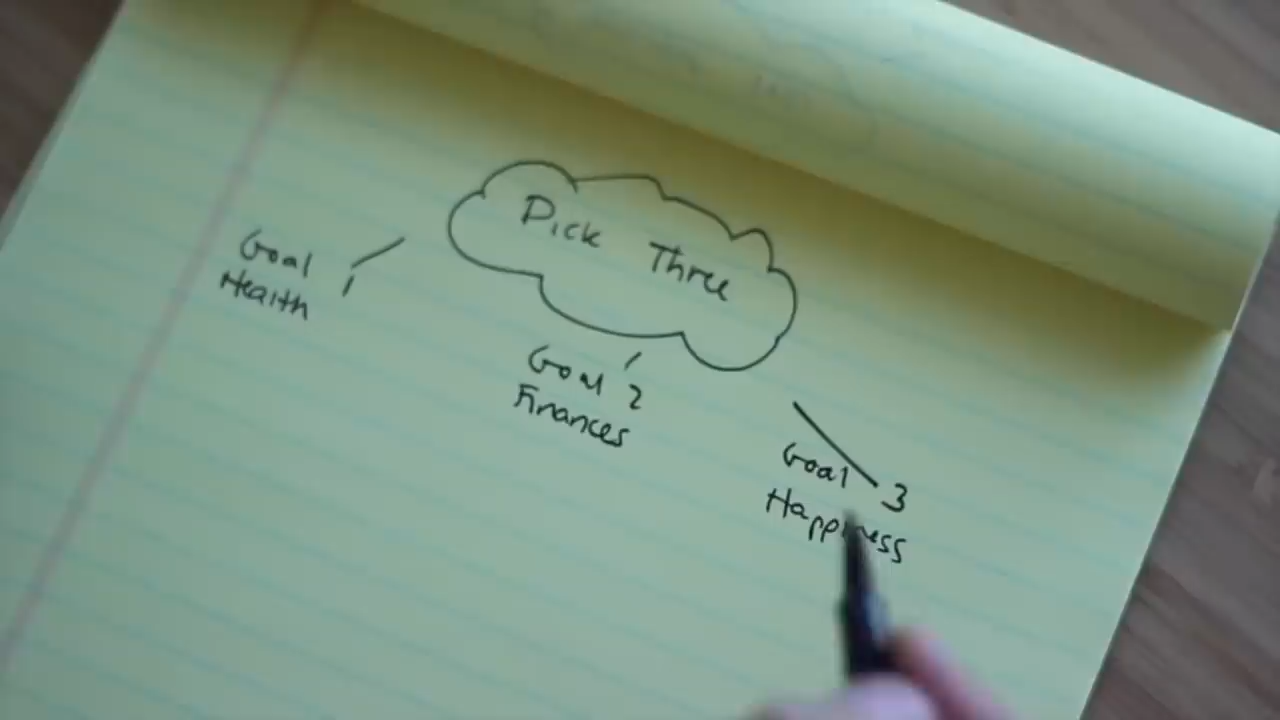 Pick Three
Goal 1
Health
Goal 2
Finances
Goal 3
Happiness